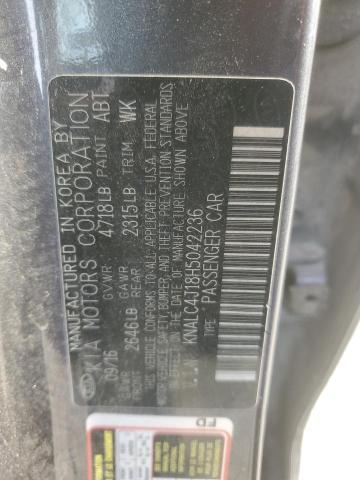 MANUFACTURED IN KOREA BY
KIA MOTORS CORPORATION
09/16 GVWR 4718LB PAINT ABT
GAWR FRONT 2646LB GAWR REAR 2315LB TRIM WK
THIS VEHICLE CONFORMS TO ALL APPLICABLE U.S.A. FEDERAL
MOTOR VEHICLE SAFETY, BUMPER, AND THEFT PREVENTION
STANDARDS IN EFFECT ON THE DATE OF MANUFACTURE SHOWN ABOVE
KNALC4J18H5042236
TYPE: PASSENGER CAR